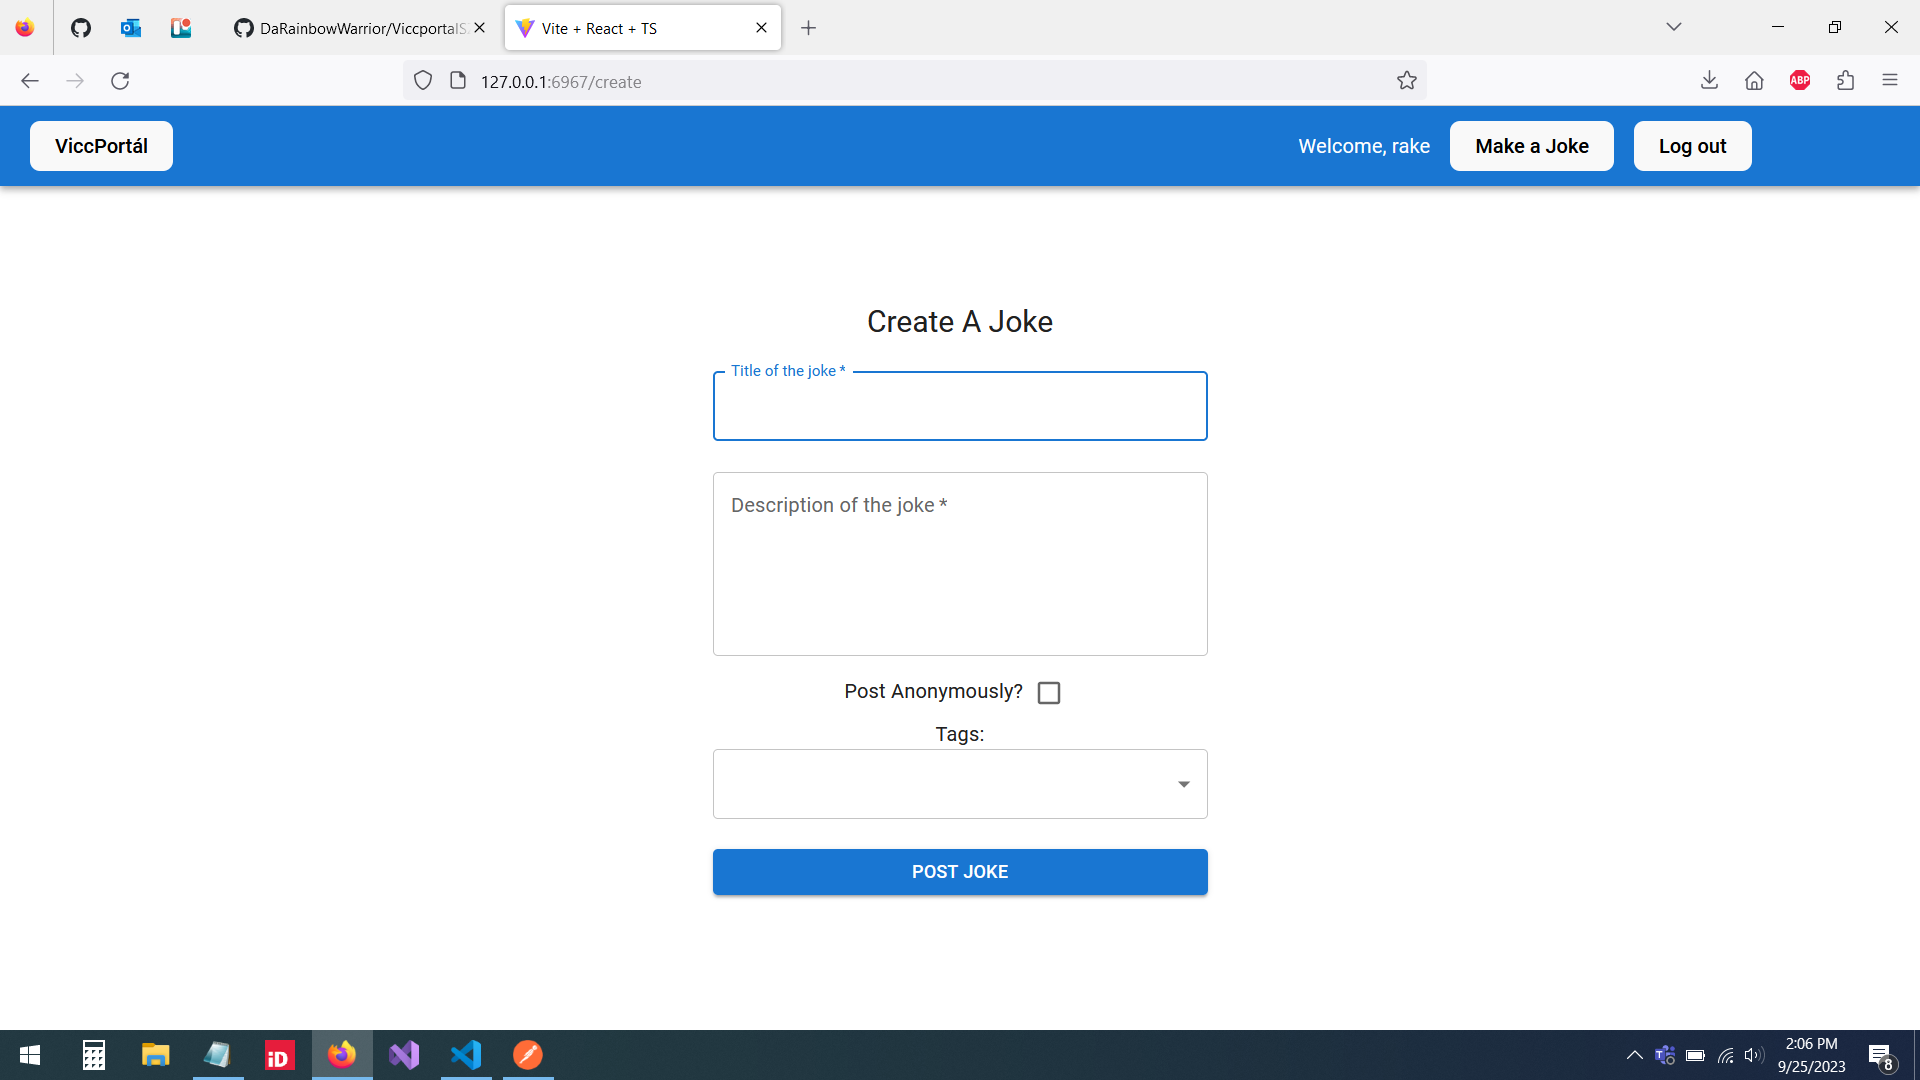 DaRainbowWarrior/ViccportalS
Vite + React + TS
127.0.0.1:6967/create
ABP
ViccPortál
Welcome, rake
Make a Joke
Log out
Create A Joke
Title of the joke *
Description of the joke *
Post Anonymously?
Tags:
POST JOKE
iD
2:06 PM
9/25/2023
8